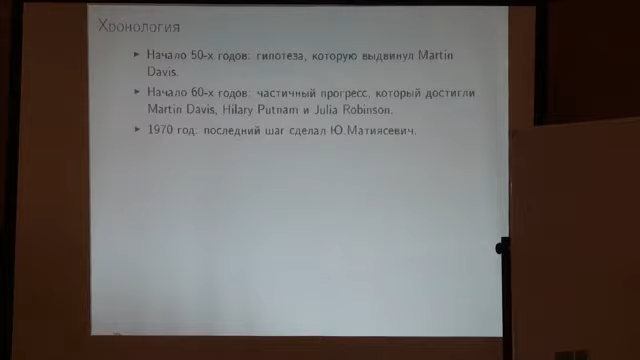 Хронология
Начало 50-х годов: гипотеза, которую выдвинул Martin
Davis.
Начало 60-х годов: частичный прогресс, который достигли
Martin Davis, Hilary Putnam и Julia Robinson.
1970 год: последний шаг сделал Ю.Матиясевич.